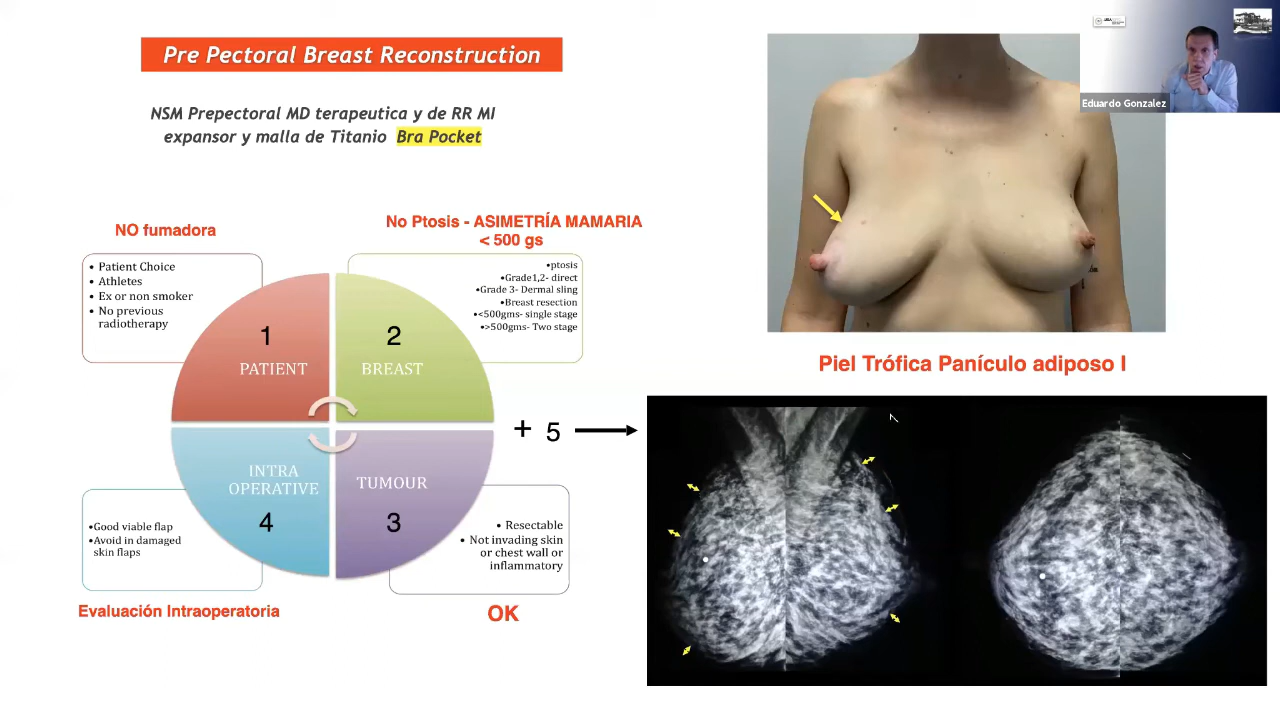 Pre Pectoral Breast Reconstruction
NSM Prepectoral MD terapeutica y de RR MI
expansor y malla de Titanio Bra Pocket
NO fumadora
No Ptosis - ASIMETRÍA MAMARIA
< 500 gs
• Patient Choice
• Athletes
• Ex or non smoker
• No previous
radiotherapy
•ptosis
•Grade1,2- direct
•Grade 3- Dermal sling
•Breast resection
•<500gms- single stage
•>500gms- Two stage
1
PATIENT
2
BREAST
INTRA
OPERATIVE
4
TUMOUR
3
+ 5
•Good viable flap
•Avoid in damaged
skin flaps
• Resectable
• Not invading skin
or chest wall or
inflammatory
Evaluación Intraoperatoria
OK
Eduardo Gonzalez
Piel Trófica Panículo adiposo I